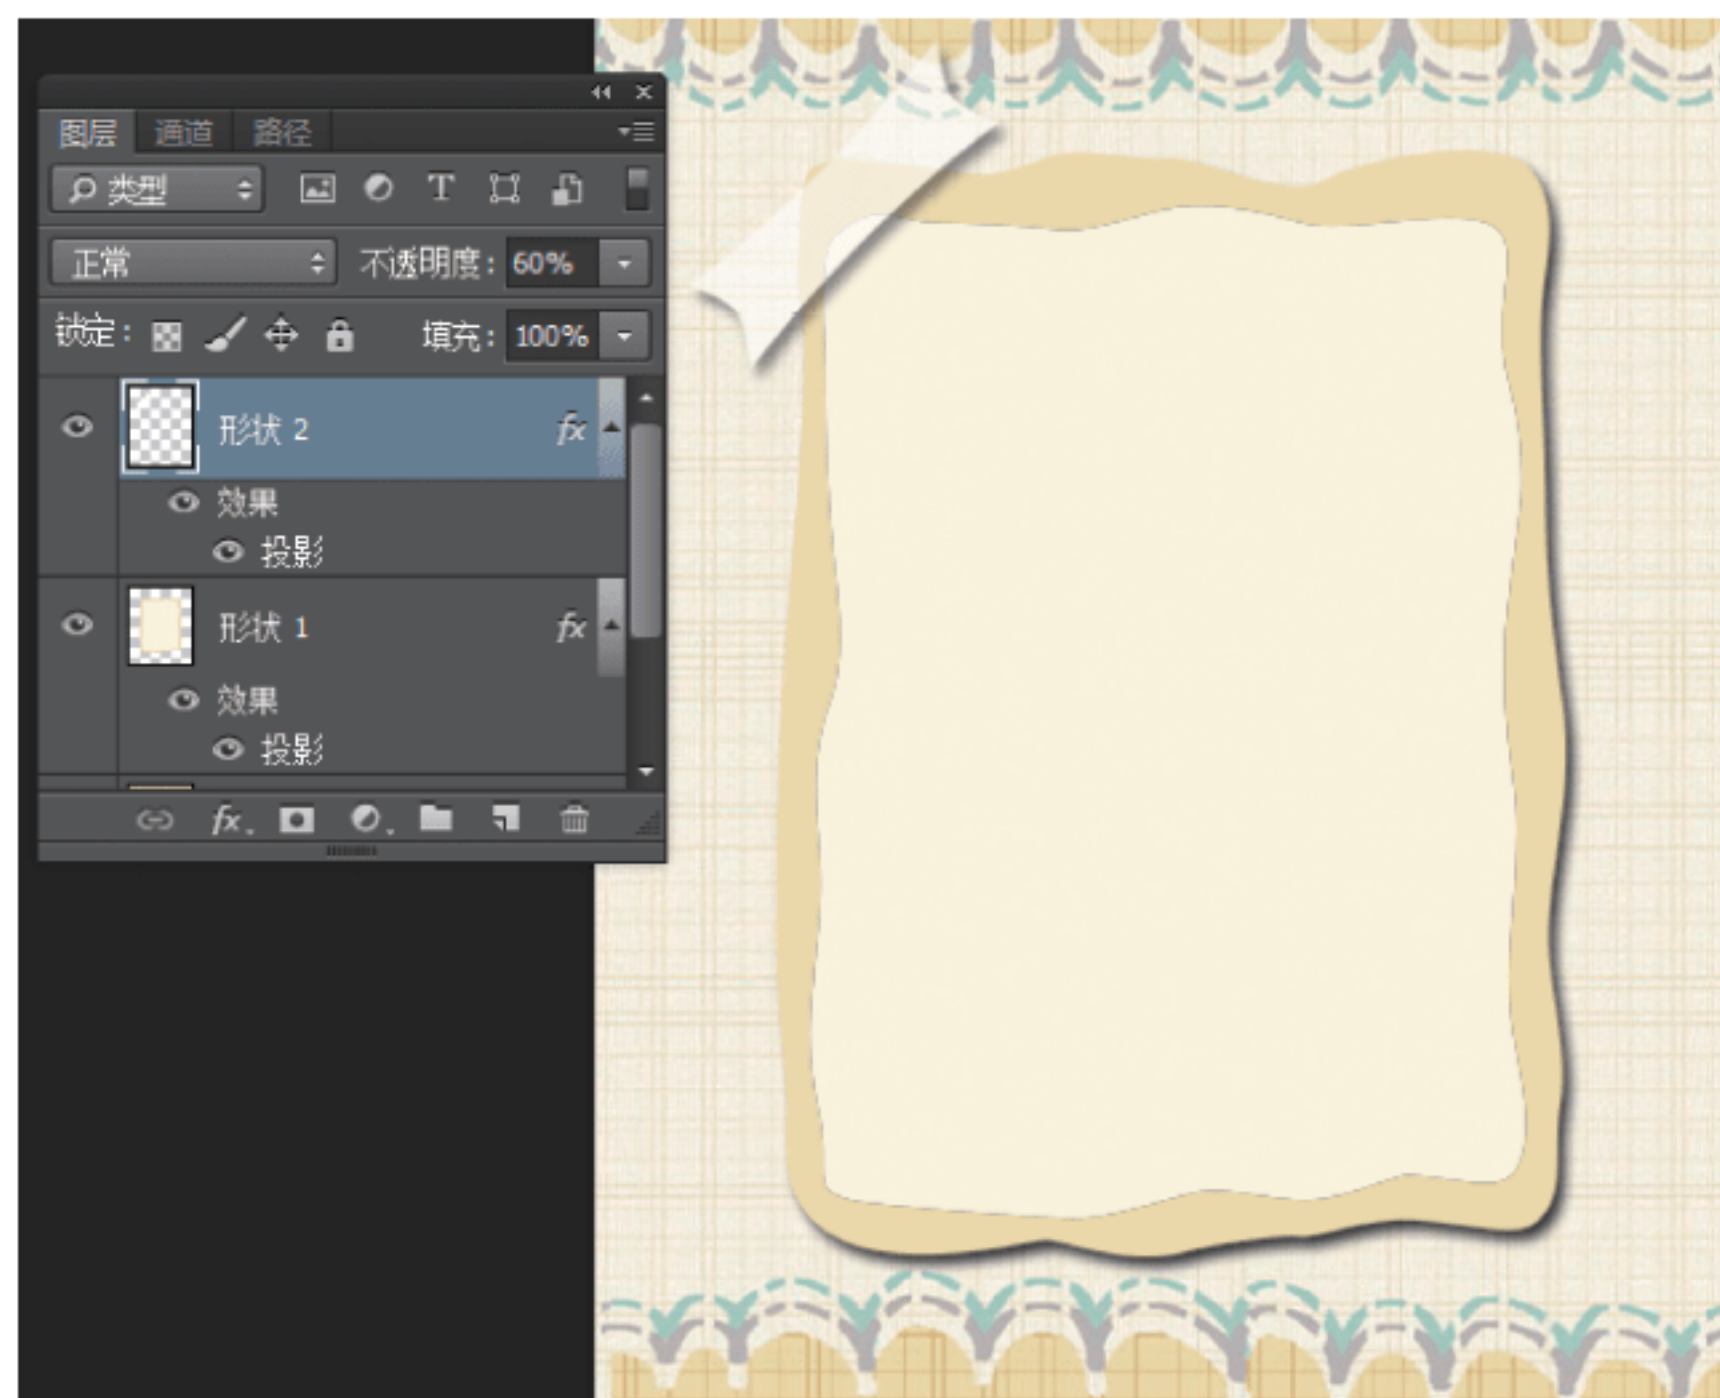 图层 通道 路径
类型
正常 不透明度: 60%
锁定: 填充: 100%
形状 2 fx
效果
投影
形状 1 fx
效果
投影
fx.